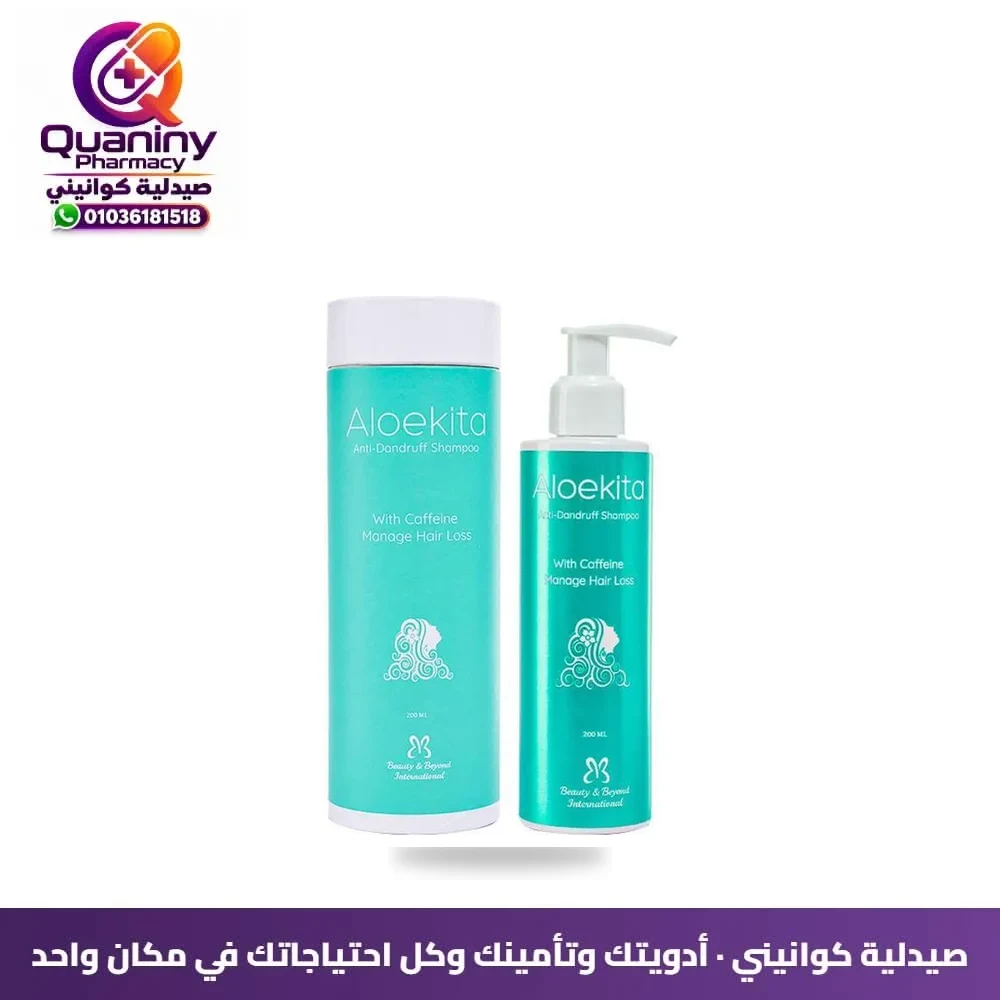 Quaniny
Pharmacy
صيدلية كوانيني
01036181518
Aloekita
Anti-Dandruff Shampoo
With Caffeine
Manage Hair Loss
200 ML
Beauty & Beyond
International
Aloekita
Anti-Dandruff Shampoo
With Caffeine
Manage Hair Loss
200 ML
Beauty & Beyond
International
صيدلية كوانيني · أدويتك وتأمينك وكل احتياجاتك في مكان واحد